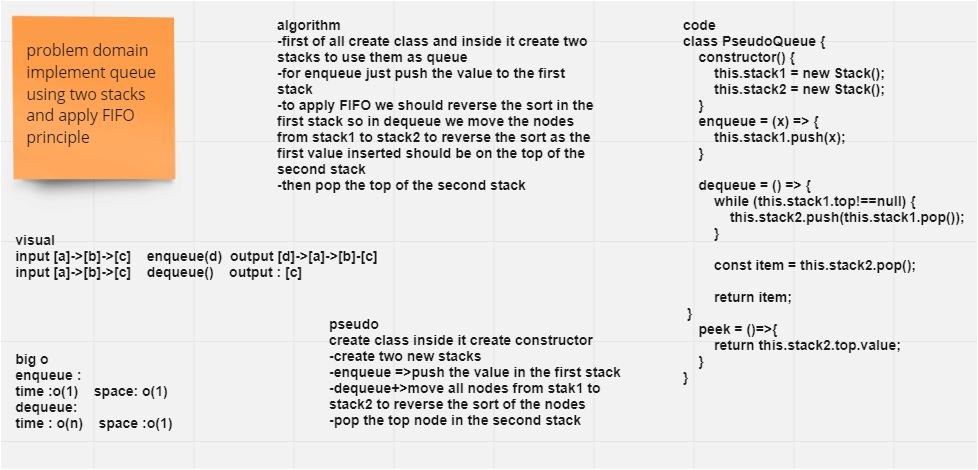 problem domain
implement queue
using two stacks
and apply FIFO
principle
algorithm
-first of all create class and inside it create two
stacks to use them as queue
-for enqueue just push the value to the first
stack
-to apply FIFO we should reverse the sort in the
first stack so in dequeue we move the nodes
from stack1 to stack2 to reverse the sort as the
first value inserted should be on the top of the
second stack
-then pop the top of the second stack
code
class PseudoQueue {
constructor() {
this.stack1 = new Stack();
this.stack2 = new Stack();
}
enqueue = (x) => {
this.stack1.push(x);
}
dequeue = () => {
while (this.stack1.top!==null) {
this.stack2.push(this.stack1.pop());
}
const item = this.stack2.pop();
return item;
}
peek = ()=>{
return this.stack2.top.value;
}
}
visual
input [a]->[b]->[c] enqueue(d) output [d]->[a]->[b]-[c]
input [a]->[b]->[c] dequeue() output : [c]
pseudo
create class inside it create constructor
-create two new stacks
-enqueue =>push the value in the first stack
-dequeue+>move all nodes from stak1 to
stack2 to reverse the sort of the nodes
-pop the top node in the second stack
big o
enqueue :
time :o(1) space: o(1)
dequeue:
time : o(n) space :o(1)